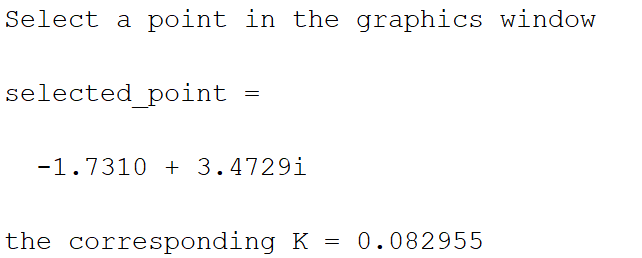 Select a point in the graphics window
selected_point =
-1.7310 + 3.4729i
the corresponding K = 0.082955